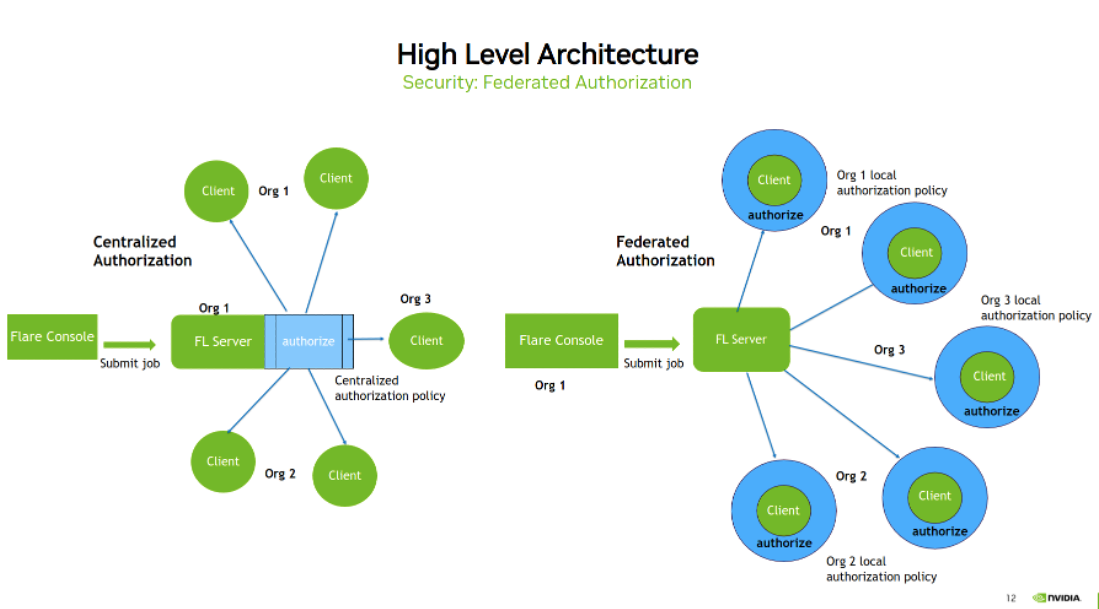 High Level Architecture
Security: Federated Authorization
Centralized
Authorization
Client
Org 1
Client
Org 1
Org 3
Flare Console
Submit job
FL Server
authorize
Client
Centralized
authorization policy
Client
Org 2
Client
Federated
Authorization
Client
authorize
Org 1 local
authorization policy
Org 1
Client
authorize
Org 3 local
authorization policy
Flare Console
Org 1
Submit job
FL Server
Org 3
Client
authorize
Org 2
Client
authorize
Client
authorize
Org 2 local
authorization policy
12
NVIDIA.